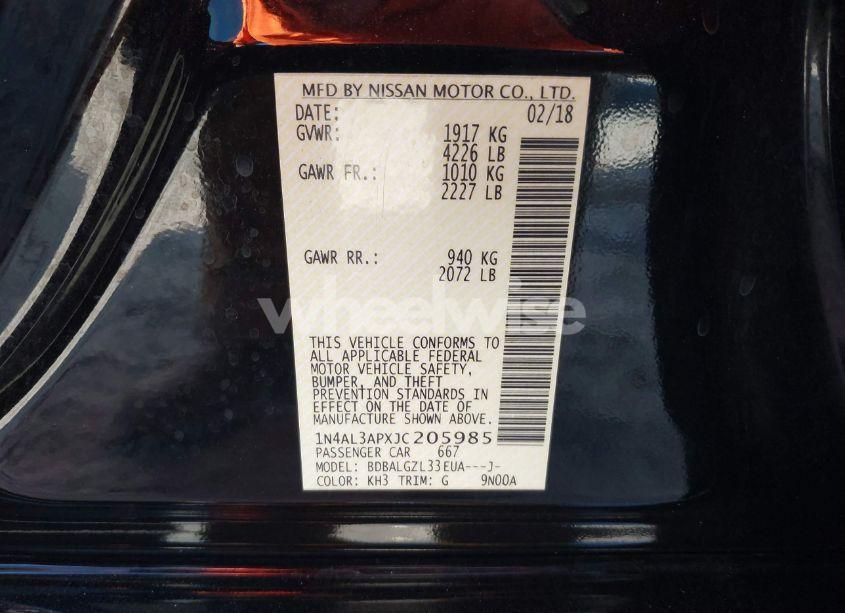 MFD BY NISSAN MOTOR CO., LTD.
DATE: 02/18
GVWR: 1917 KG
4226 LB
GAWR FR.: 1010 KG
2227 LB
GAWR RR.: 940 KG
2072 LB
wheelwise
THIS VEHICLE CONFORMS TO
ALL APPLICABLE FEDERAL
MOTOR VEHICLE SAFETY,
BUMPER, AND THEFT
PREVENTION STANDARDS IN
EFFECT ON THE DATE OF
MANUFACTURE SHOWN ABOVE.
1N4AL3APXJC205985
PASSENGER CAR 667
MODEL: BDBALGZL33EUA---J-
COLOR: KH3 TRIM: G 9N00A